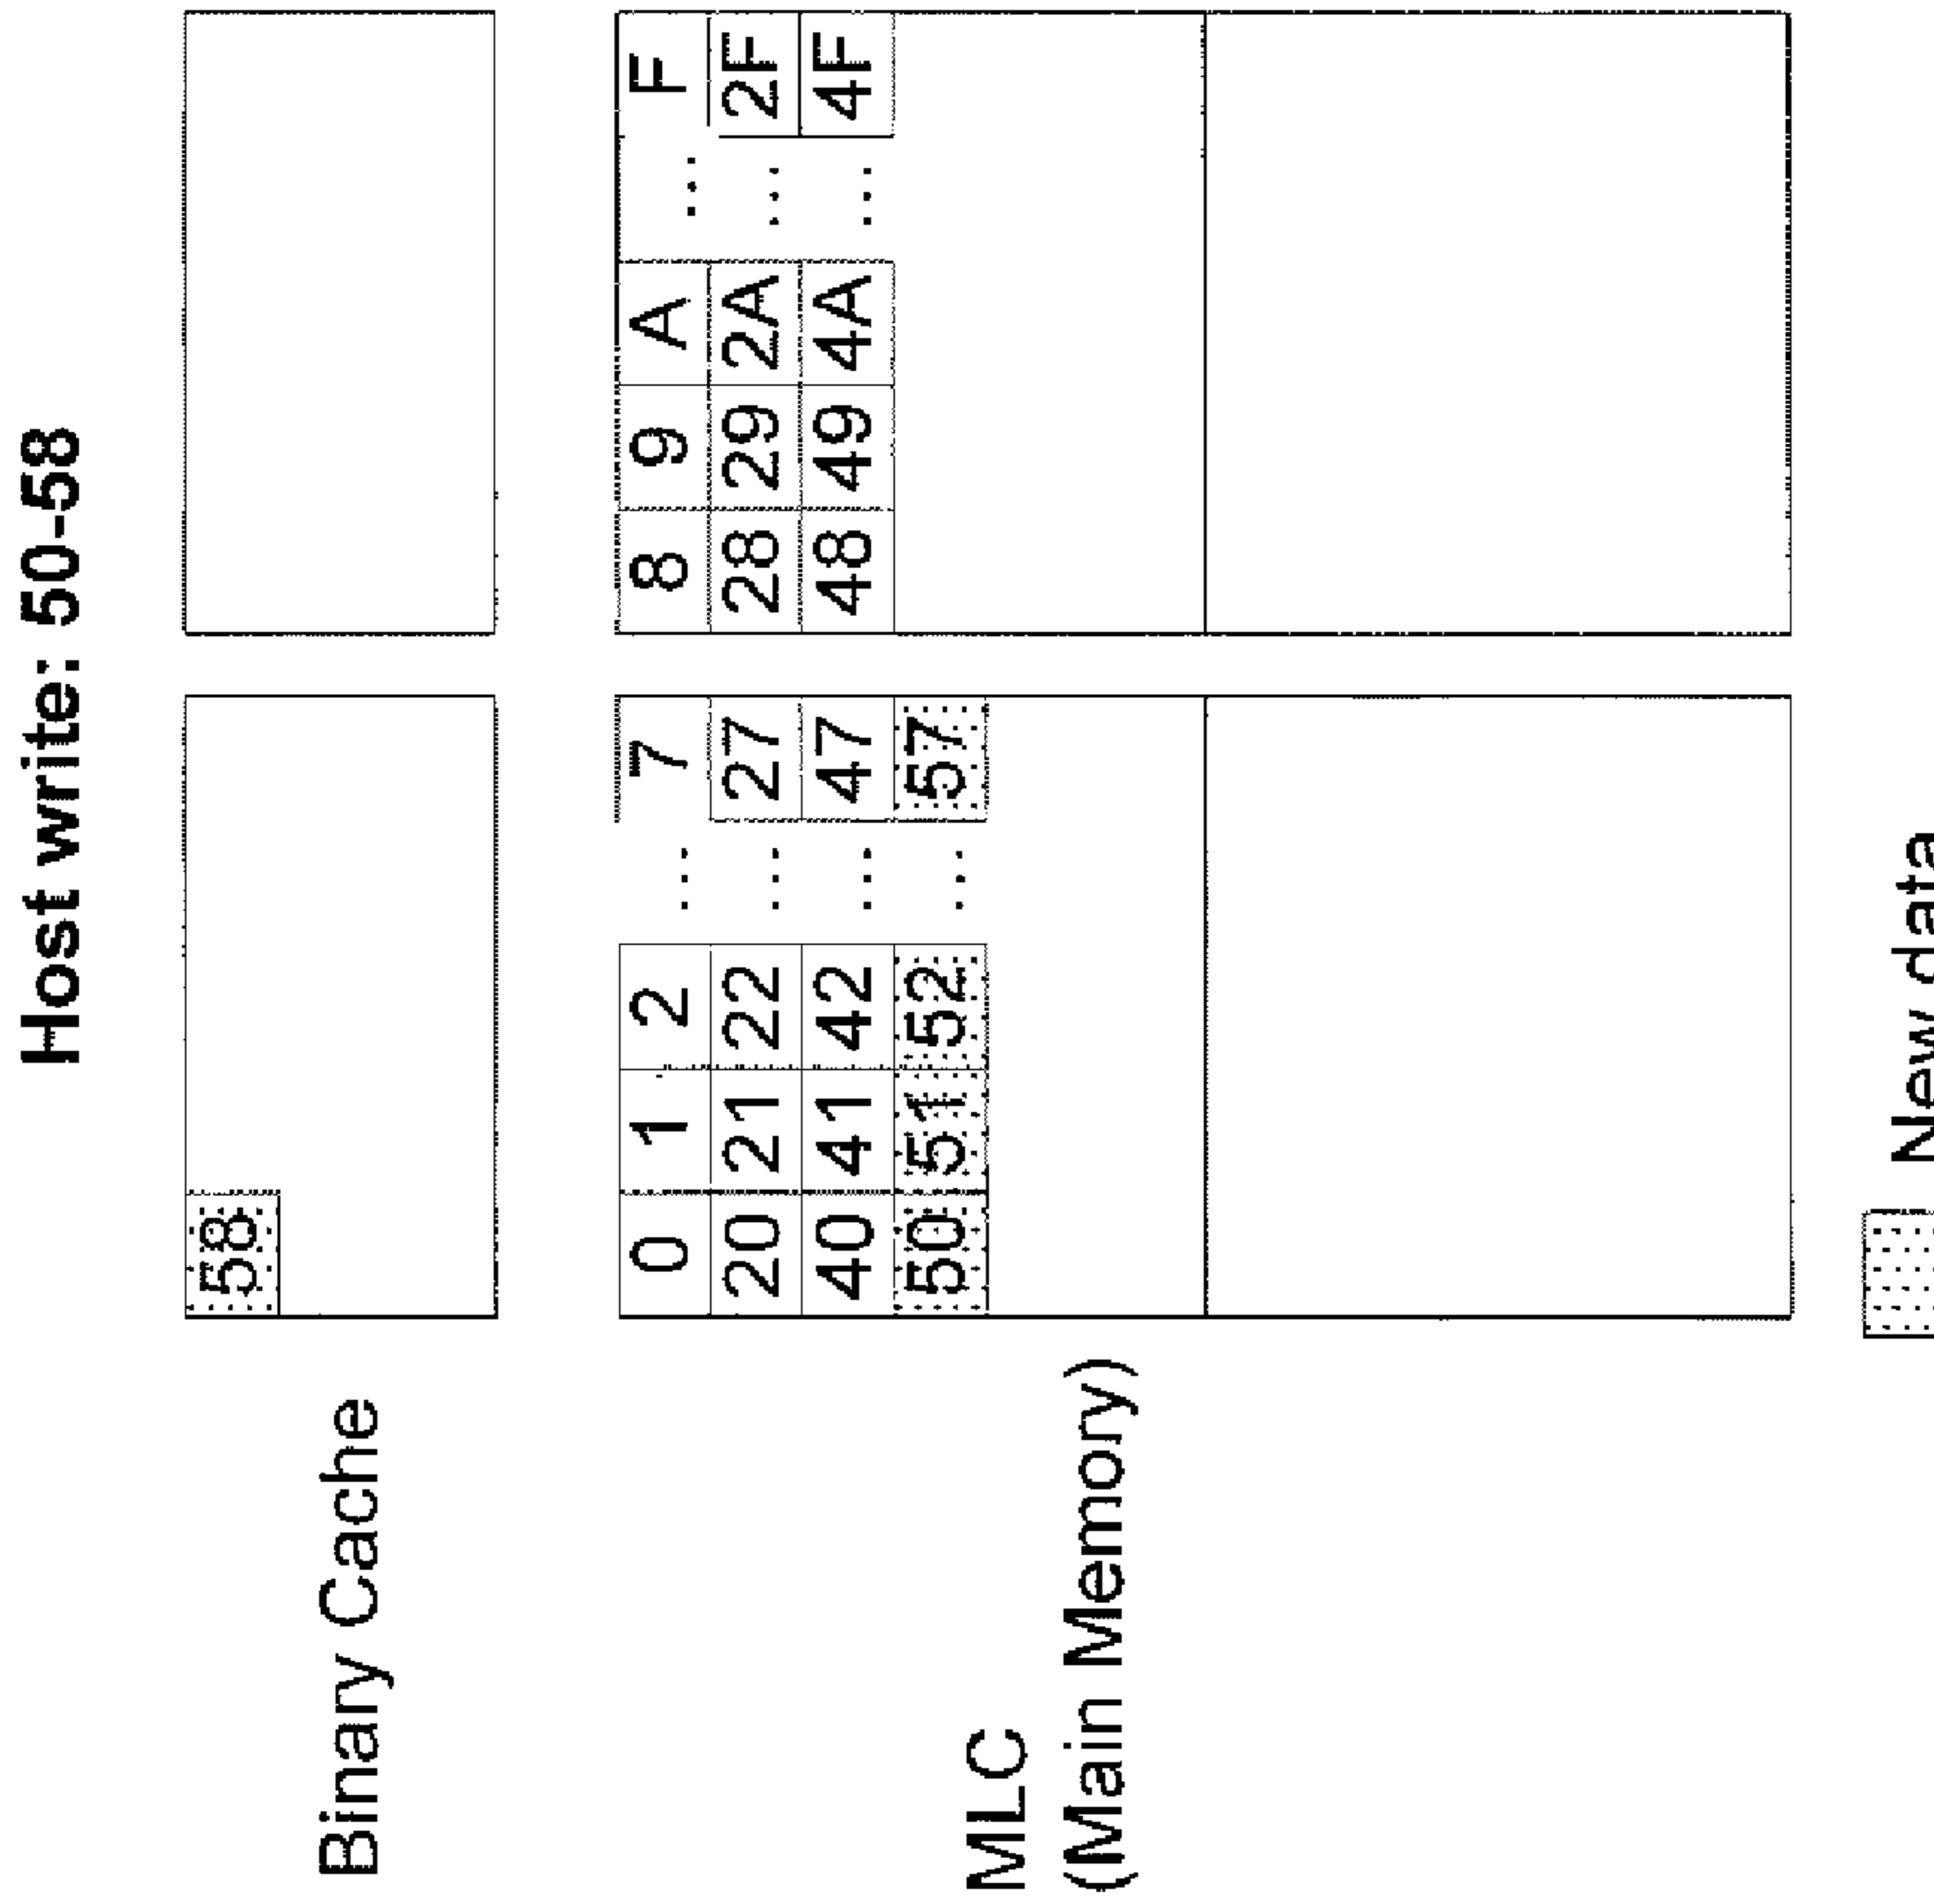 Host write: 50-58
Binary Cache
58
MLC
(Main Memory)
0 1 2 ... 7 8 9 A ... F
20 21 22 ... 27 28 29 2A ... 2F
40 41 42 ... 47 48 49 4A ... 4F
50 51 52 ... 57
New data